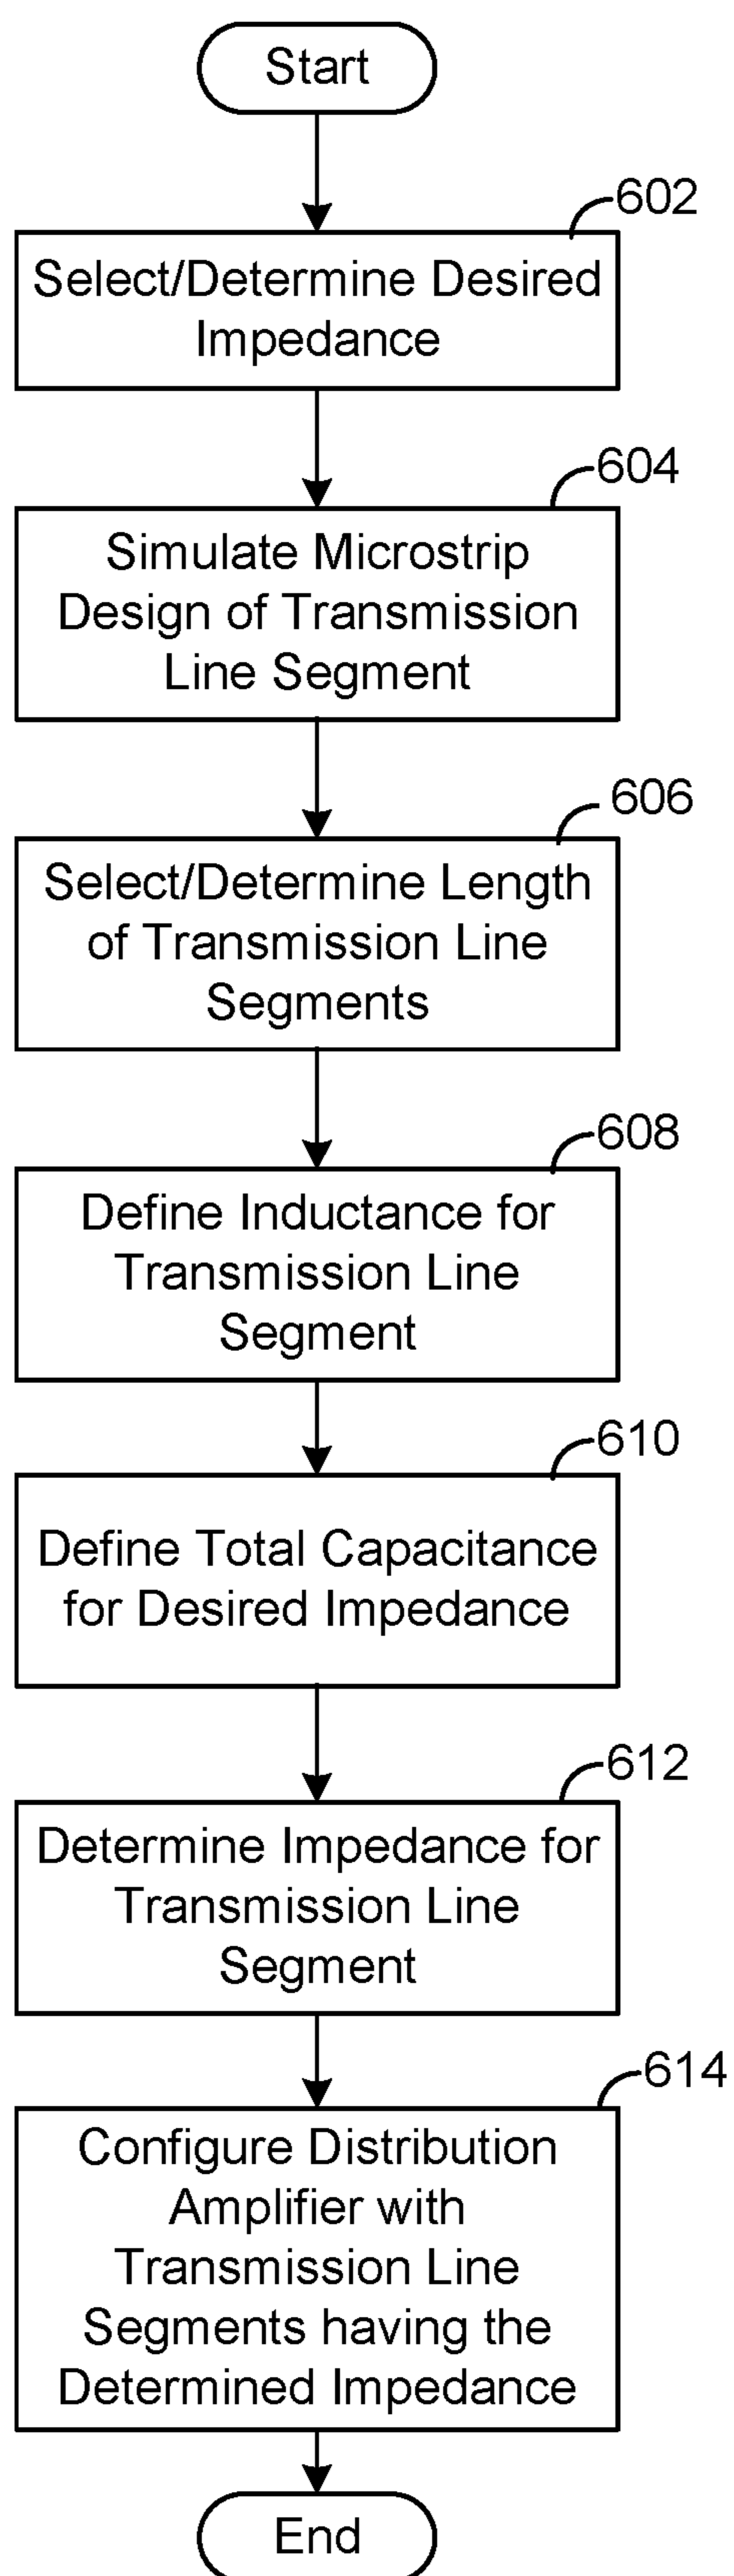 Start
602
Select/Determine Desired
Impedance
604
Simulate Microstrip
Design of Transmission
Line Segment
606
Select/Determine Length
of Transmission Line
Segments
608
Define Inductance for
Transmission Line
Segment
610
Define Total Capacitance
for Desired Impedance
612
Determine Impedance for
Transmission Line
Segment
614
Configure Distribution
Amplifier with
Transmission Line
Segments having the
Determined Impedance
End